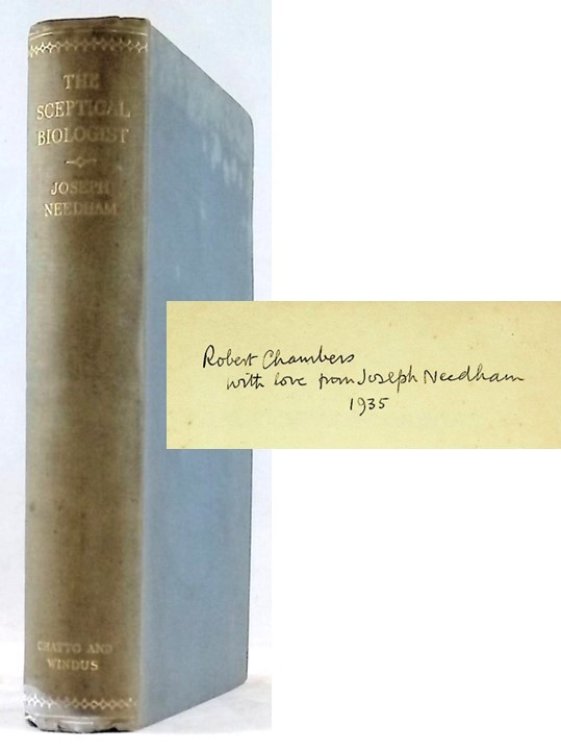 THE
SCEPTICAL
BIOLOGIST
JOSEPH
NEEDHAM
CHATTO AND
WINDUS
Robert Chambers
with love from Joseph Needham
1935